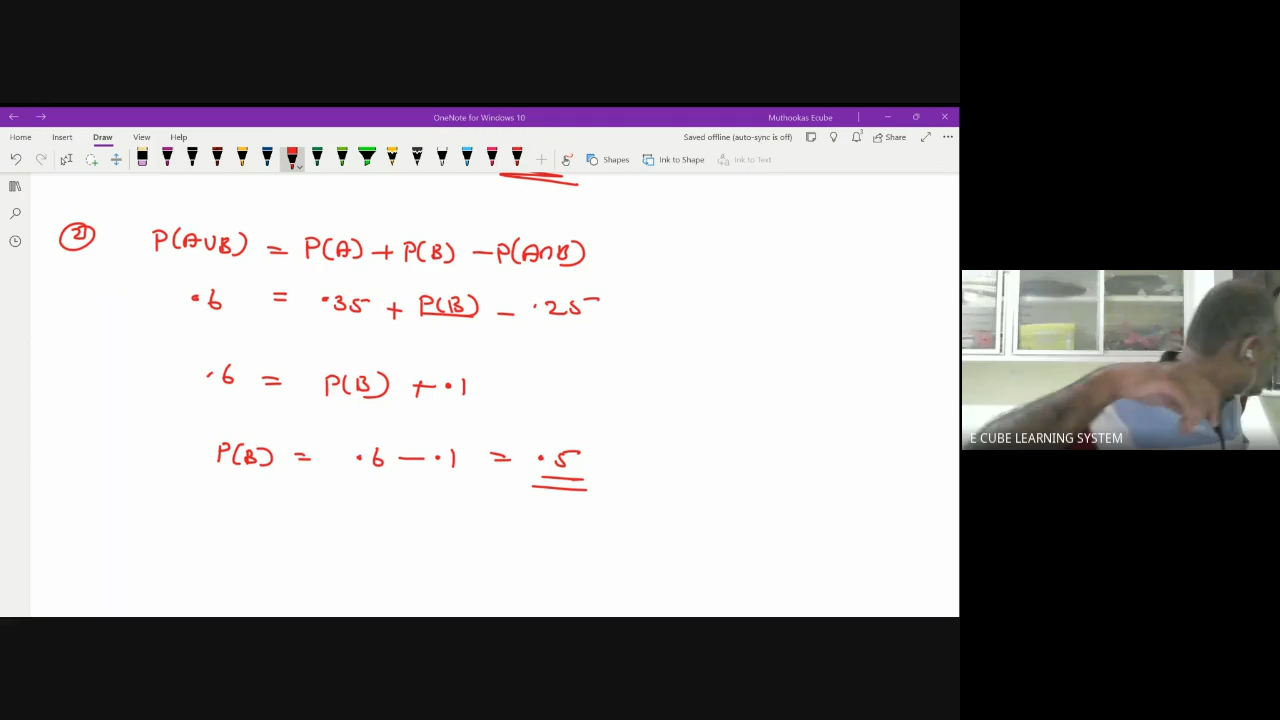 OneNote for Windows 10
Muthookas Ecube
Home Insert Draw View Help
Saved offline (auto-sync is off)
Share
Shapes
Ink to Shape
Ink to Text
2) P(A∪B) = P(A) + P(B) - P(A∩B)
.6 = .35 + P(B) - .25
.6 = P(B) + .1
P(B) = .6 - .1 = .5
E CUBE LEARNING SYSTEM